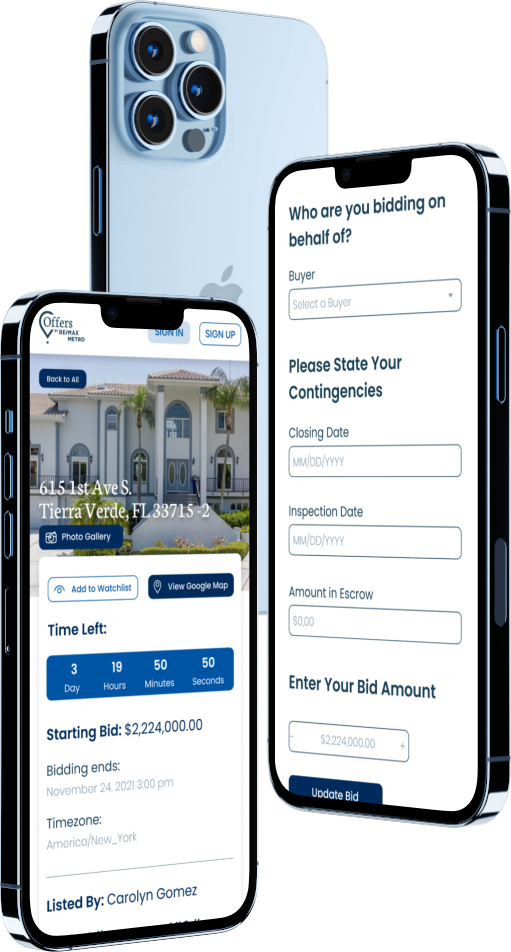 Offers
BY RE/MAX
METRO
SIGN IN
SIGN UP
Back to All
615 1st Ave S.
Tierra Verde, FL 33715 -2
Photo Gallery
Add to Watchlist
View Google Map
Time Left:
3
19
50
50
Day
Hours
Minutes
Seconds
Starting Bid: $2,224,000.00
Bidding ends:
November 24, 2021 3:00 pm
Timezone:
America/New_York
Listed By: Carolyn Gomez
Who are you bidding on
behalf of?
Buyer
Select a Buyer
Please State Your
Contingencies
Closing Date
MM/DD/YYYY
Inspection Date
MM/DD/YYYY
Amount in Escrow
$0,00
Enter Your Bid Amount
- $2,224,000.00 +
Update Bid